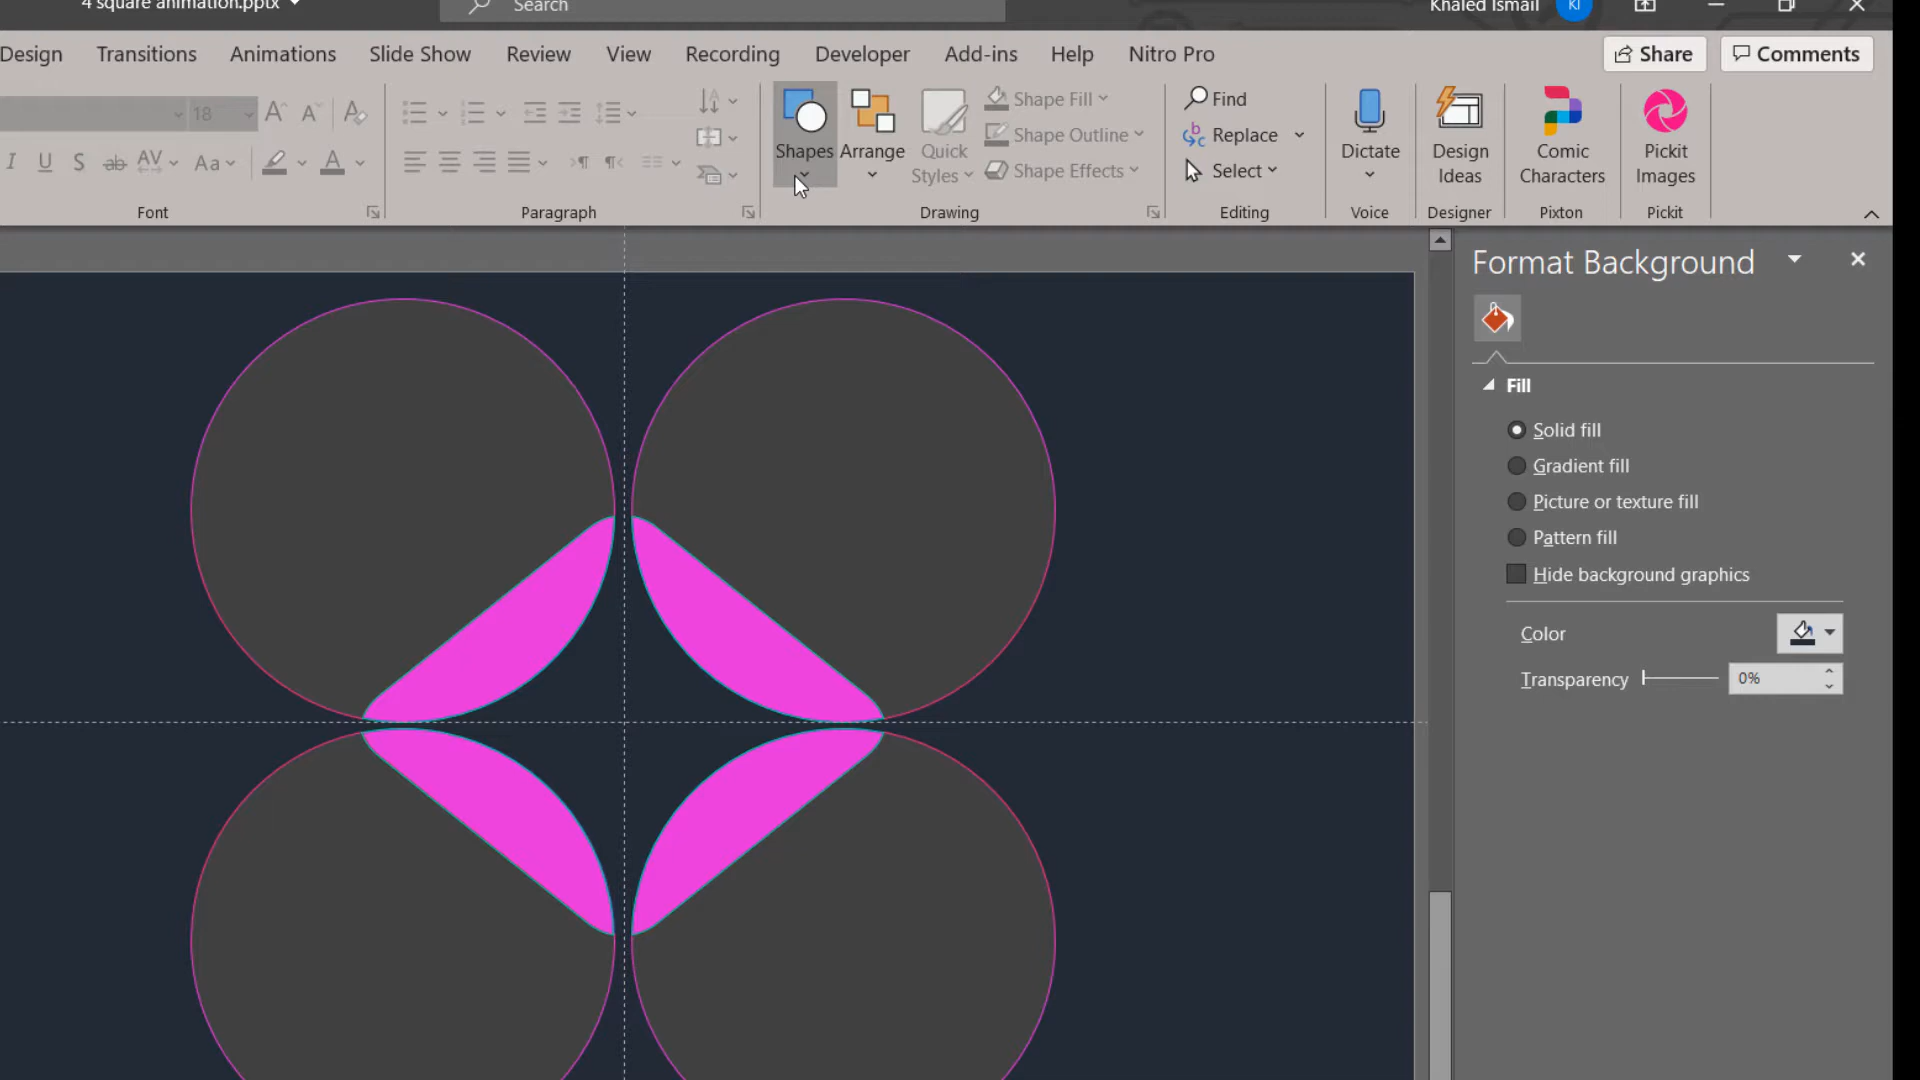 4 square animation.pptx
Search
Khaled Ismail
KI
Design Transitions Animations Slide Show Review View Recording Developer Add-ins Help Nitro Pro
Share
Comments
18
Shapes
Arrange
Quick
Styles
Shape Fill
Shape Outline
Shape Effects
Find
Replace
Select
Dictate
Design
Ideas
Comic
Characters
Pickit
Images
Font
Paragraph
Drawing
Editing
Voice
Designer
Pixton
Pickit
Format Background
Fill
Solid fill
Gradient fill
Picture or texture fill
Pattern fill
Hide background graphics
Color
Transparency
0%